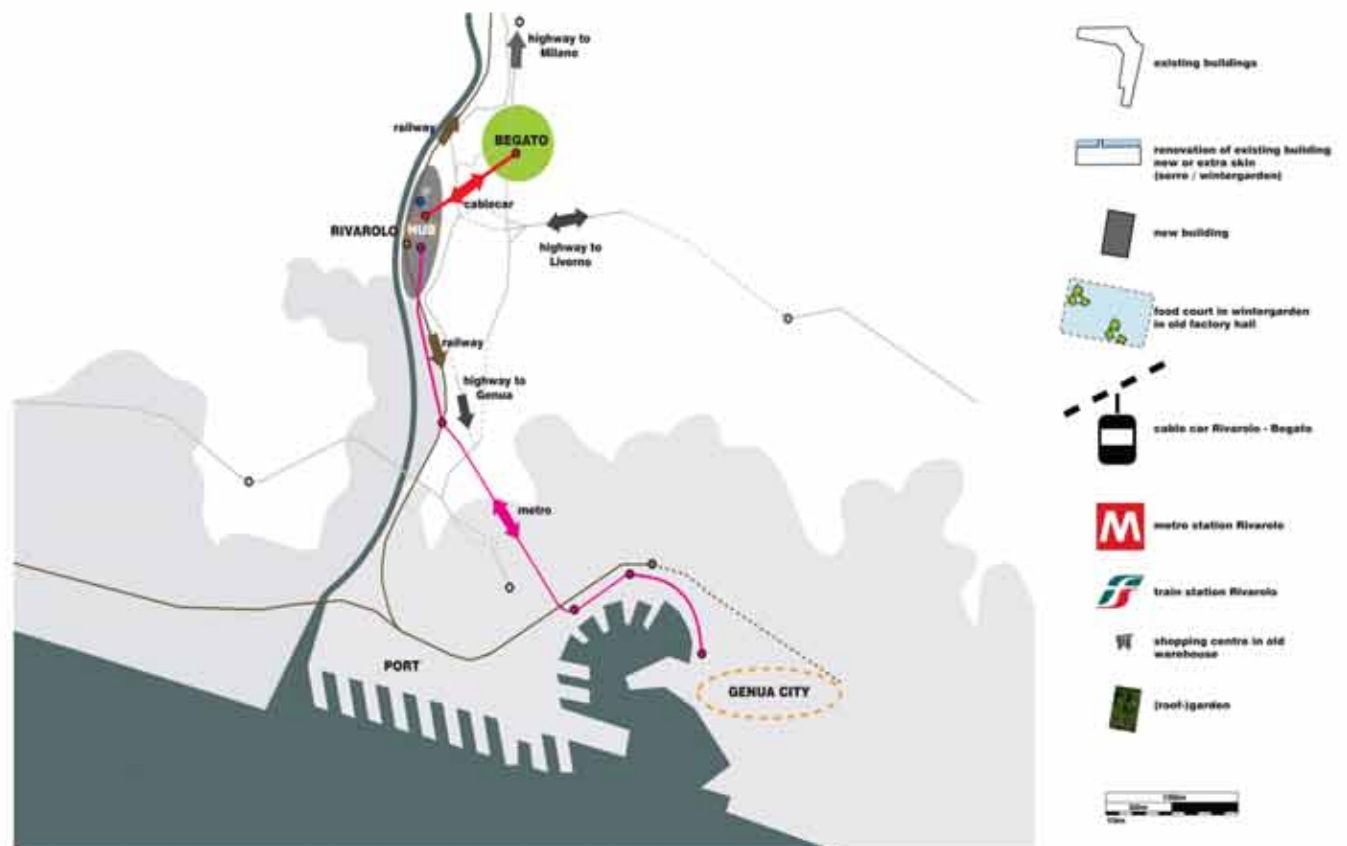 highway to
Milano
railway
BEGATO
cablecar
RIVAROLO
HUB
highway to
Livorno
railway
highway to
Genua
metro
PORT
GENUA CITY
existing buildings
renovation of existing building
new or extra skin
(serre / wintergarden)
new building
food court in wintergarden
in old factory hall
cable car Rivarolo - Begato
M
metro station Rivarolo
train station Rivarolo
shopping centre in old
warehouse
(roof-)garden